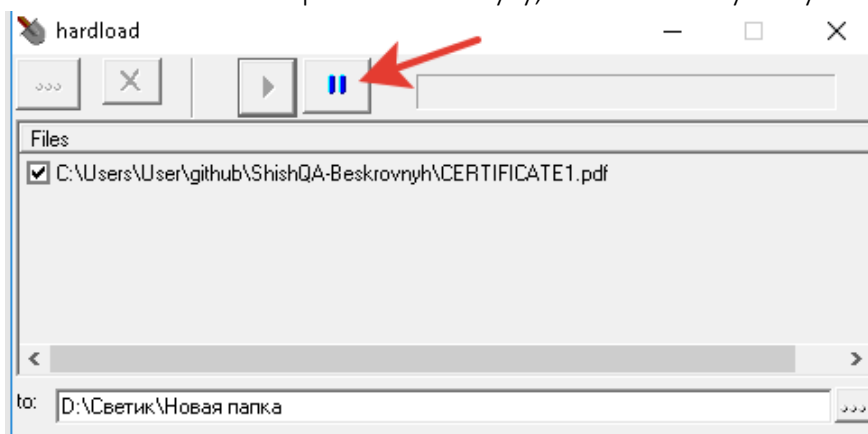 hardload
Files
C:\Users\User\github\ShishQA-Beskrovnyh\CERTIFICATE1.pdf
to: D:\Светик\Новая папка